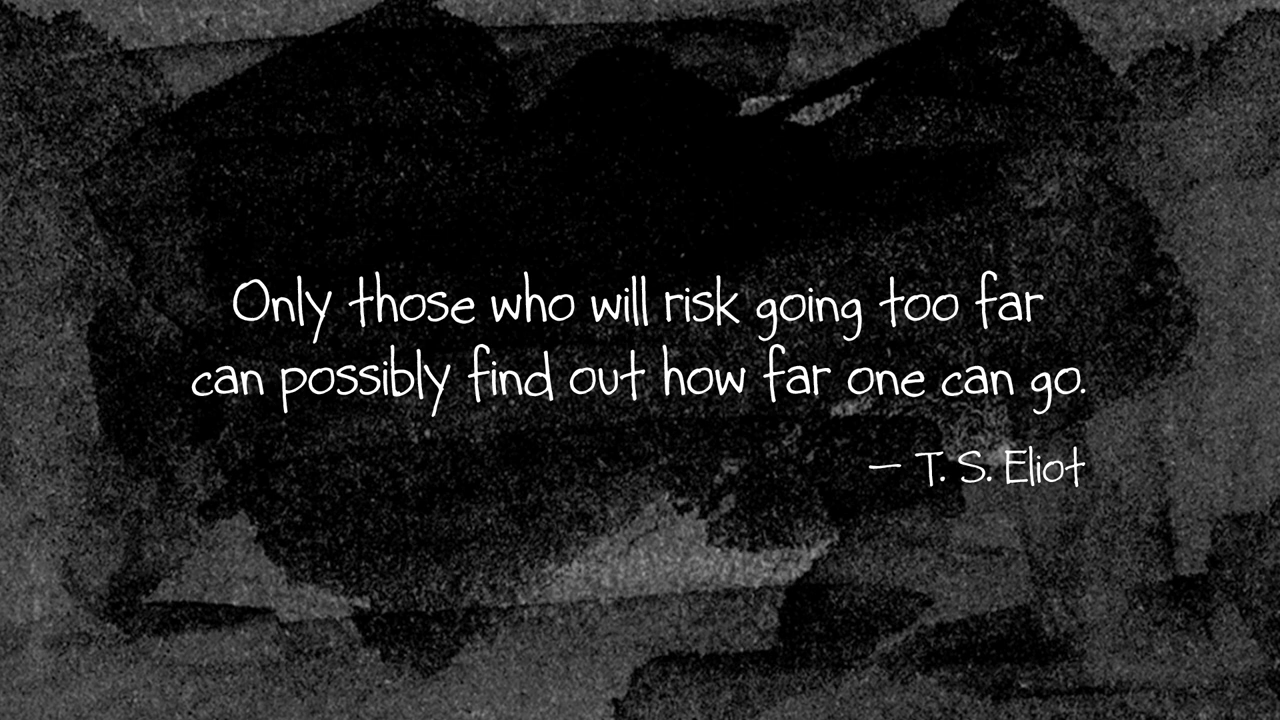 Only those who will risk going too far
can possibly find out how far one can go.
— T. S. Eliot